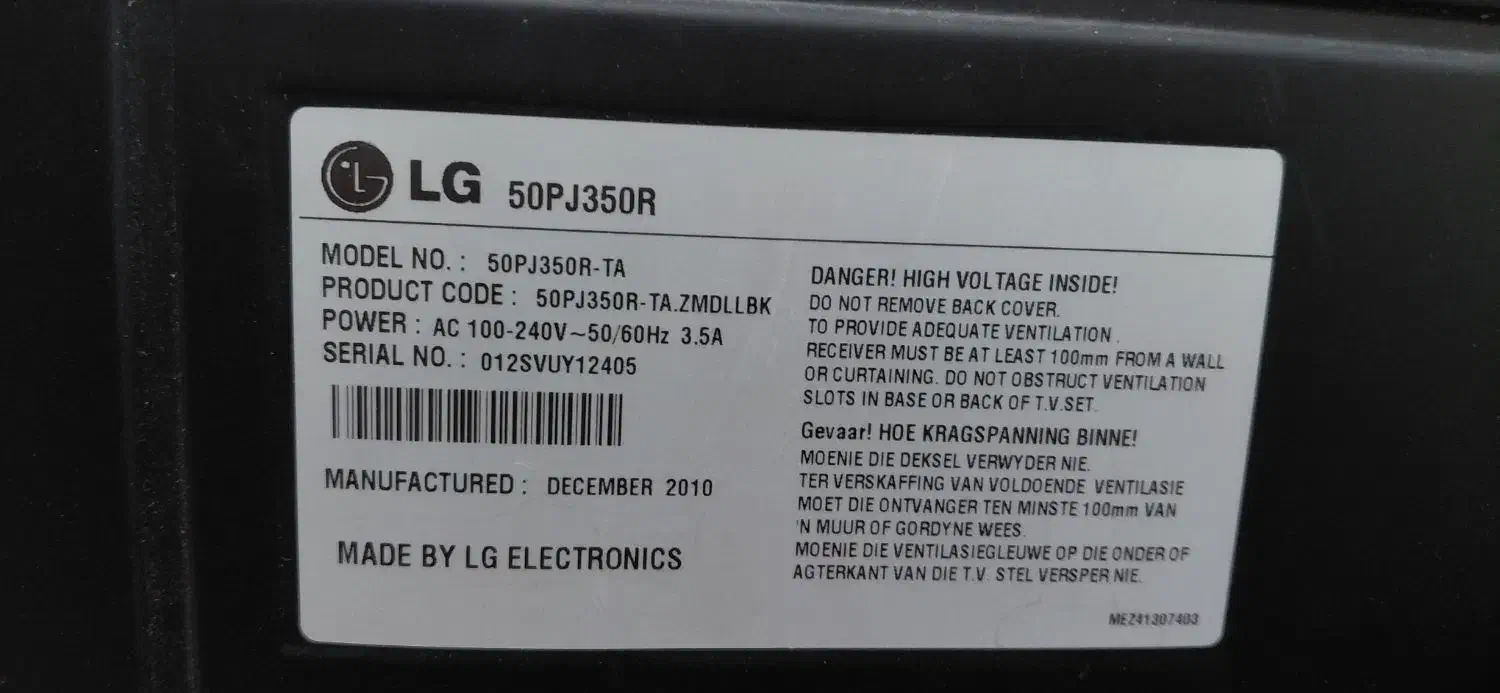 LG 50PJ350R
MODEL NO. : 50PJ350R-TA
PRODUCT CODE : 50PJ350R-TA.ZMDLLBK
POWER : AC 100-240V~50/60Hz 3.5A
SERIAL NO. : 012SVUY12405
MANUFACTURED : DECEMBER 2010
MADE BY LG ELECTRONICS
DANGER! HIGH VOLTAGE INSIDE!
DO NOT REMOVE BACK COVER.
TO PROVIDE ADEQUATE VENTILATION.
RECEIVER MUST BE AT LEAST 100mm FROM A WALL
OR CURTAINING. DO NOT OBSTRUCT VENTILATION
SLOTS IN BASE OR BACK OF T.V.SET.
Gevaar! HOE KRAGSPANNING BINNE!
MOENIE DIE DEKSEL VERWYDER NIE.
TER VERSKAFFING VAN VOLDOENDE VENTILASIE
MOET DIE ONTVANGER TEN MINSTE 100mm VAN
'N MUUR OF GORDYNE WEES.
MOENIE DIE VENTILASIEGLEUWE OP DIE ONDER OF
AGTERKANT VAN DIE T.V. STEL VERSPER NIE.
MEZ41307403